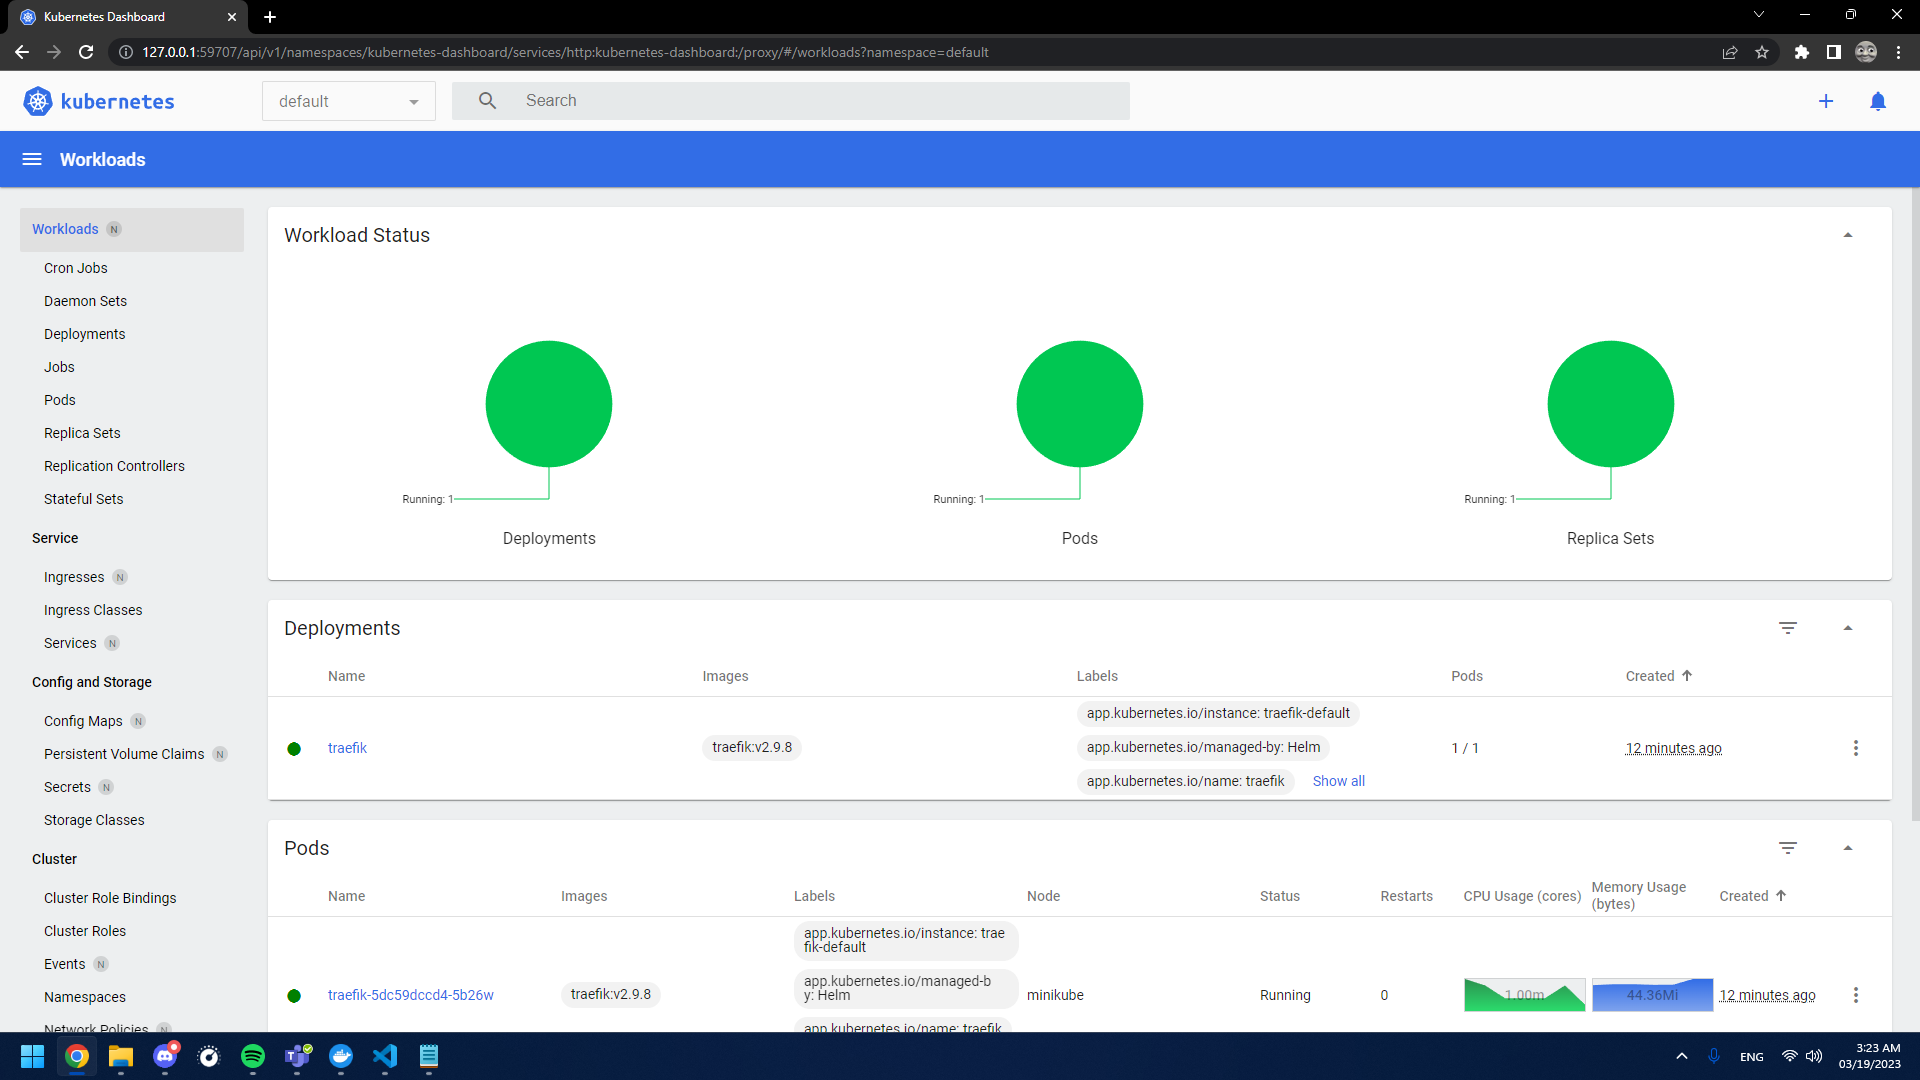 Kubernetes Dashboard
127.0.0.1:59707/api/v1/namespaces/kubernetes-dashboard/services/http:kubernetes-dashboard:/proxy/#/workloads?namespace=default
kubernetes
default
Search
Workloads
Workloads N
Cron Jobs
Daemon Sets
Deployments
Jobs
Pods
Replica Sets
Replication Controllers
Stateful Sets
Service
Ingresses N
Ingress Classes
Services N
Config and Storage
Config Maps N
Persistent Volume Claims N
Secrets N
Storage Classes
Cluster
Cluster Role Bindings
Cluster Roles
Events N
Namespaces
Network Policies N
Workload Status
Running: 1
Deployments
Running: 1
Pods
Running: 1
Replica Sets
Deployments
Name Images Labels Pods Created
traefik traefik:v2.9.8 app.kubernetes.io/instance: traefik-default
app.kubernetes.io/managed-by: Helm
app.kubernetes.io/name: traefik Show all
1 / 1 12 minutes ago
Pods
Name Images Labels Node Status Restarts CPU Usage (cores) Memory Usage
(bytes) Created
traefik-5dc59dccd4-5b26w traefik:v2.9.8 app.kubernetes.io/instance: trae
fik-default
app.kubernetes.io/managed-b
y: Helm
app.kubernetes.io/name: traefik
minikube Running 0 1.00m 44.36Mi 12 minutes ago
ENG
3:23 AM
03/19/2023